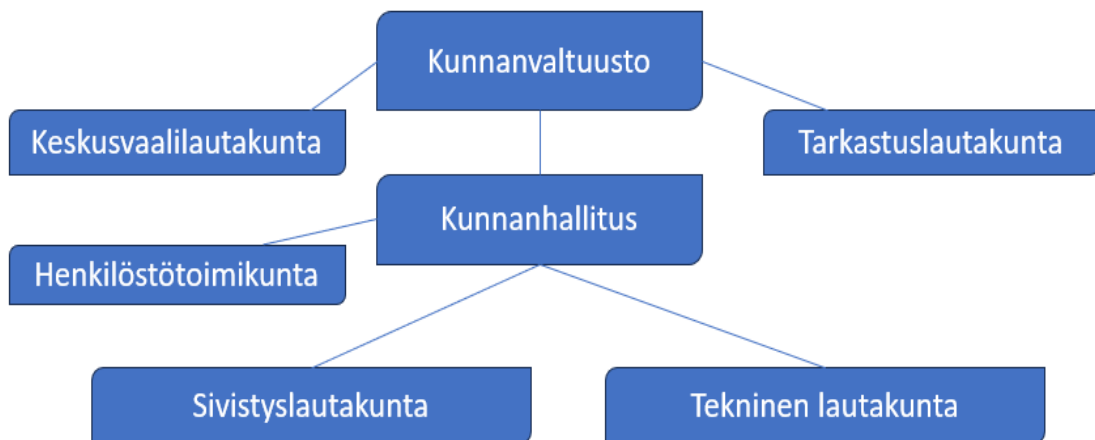 Kunnanvaltuusto
Keskusvaalilautakunta
Tarkastuslautakunta
Kunnanhallitus
Henkilöstötoimikunta
Sivistyslautakunta
Tekninen lautakunta